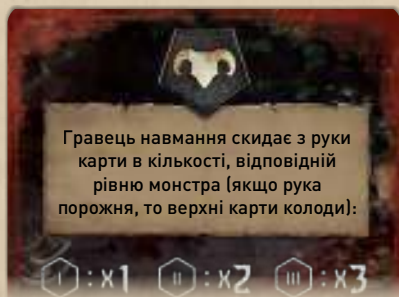 Гравець навмання скидає з руки
карти в кількості, відповідній
рівню монстра (якщо рука
порожня, то верхні карти колоди):
I : x1 II : x2 III : x3